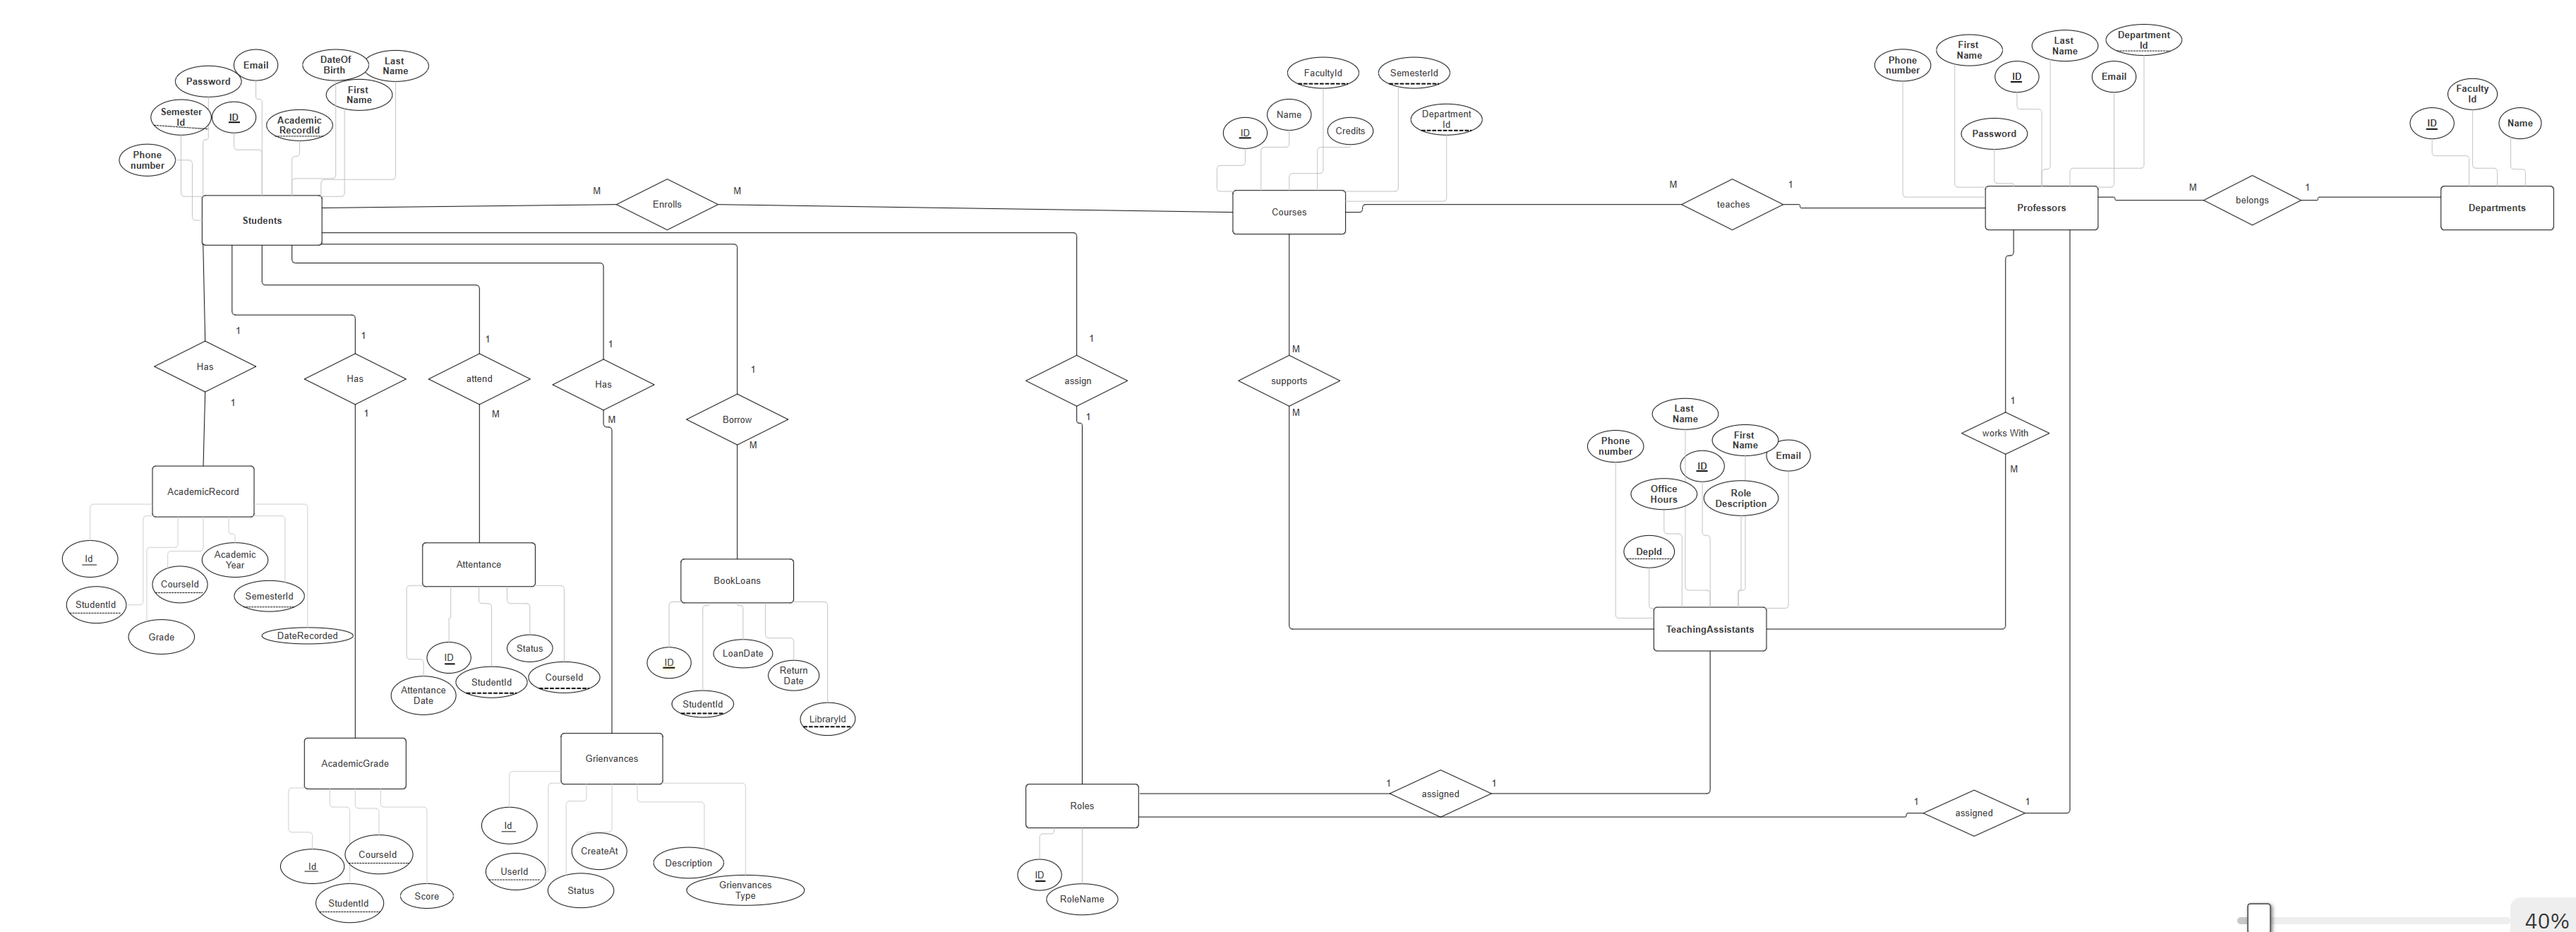 Email
Password
DateOf
Birth
Last
Name
First
Name
Semester
Id
ID
Academic
RecordId
Phone
number
Students
M
Enrolls
M
FacultyId
SemesterId
Name
ID
Credits
Department
Id
Courses
M
teaches
1
Phone
number
First
Name
ID
Last
Name
Department
Id
Email
Password
Professors
M
belongs
1
Faculty
Id
ID
Name
Departments
1
Has
1
1
Has
1
1
attend
M
1
Has
M
1
Borrow
M
1
assign
1
M
supports
M
1
works With
M
AcademicRecord
Id
StudentId
CourseId
Academic
Year
SemesterId
Grade
DateRecorded
Attentance
ID
Status
StudentId
CourseId
Attentance
Date
BookLoans
ID
LoanDate
Return
Date
StudentId
LibraryId
Last
Name
Phone
number
First
Name
Email
ID
Office
Hours
Role
Description
DepId
TeachingAssistants
AcademicGrade
Id
CourseId
StudentId
Score
Grienvances
Id
UserId
CreateAt
Status
Description
Grienvances
Type
Roles
ID
RoleName
1
assigned
1
1
assigned
1
40%